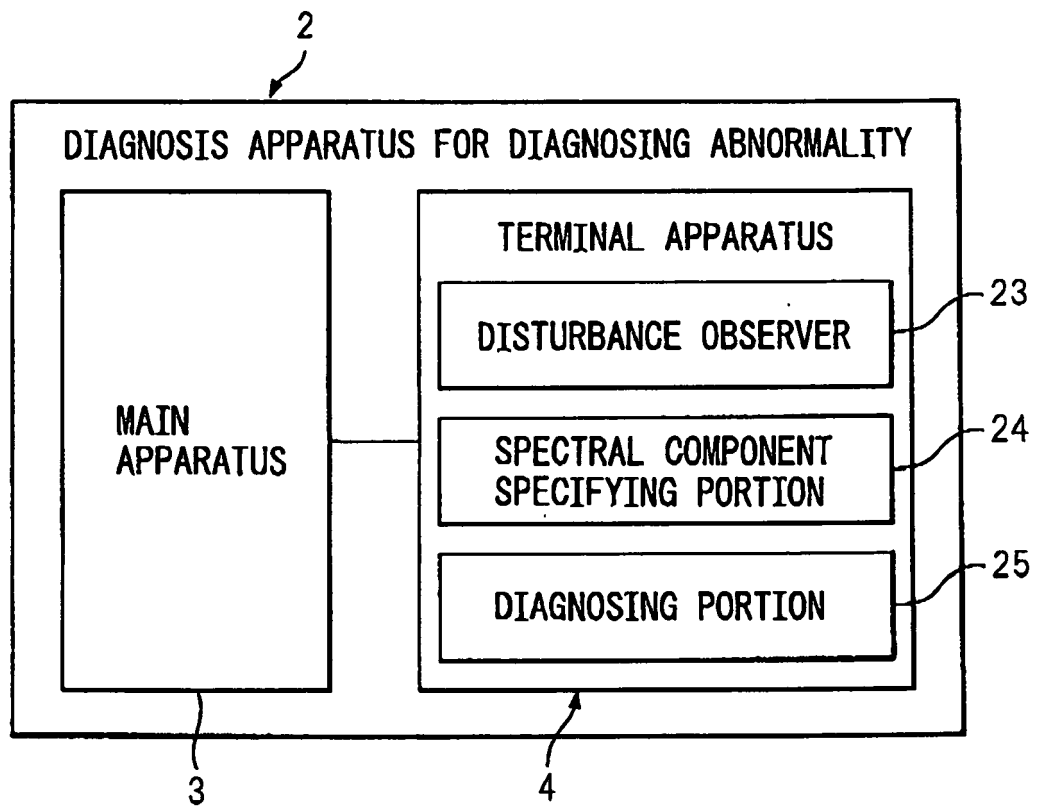 2
DIAGNOSIS APPARATUS FOR DIAGNOSING ABNORMALITY
MAIN
APPARATUS
TERMINAL APPARATUS
DISTURBANCE OBSERVER
23
SPECTRAL COMPONENT
SPECIFYING PORTION
24
DIAGNOSING PORTION
25
3
4